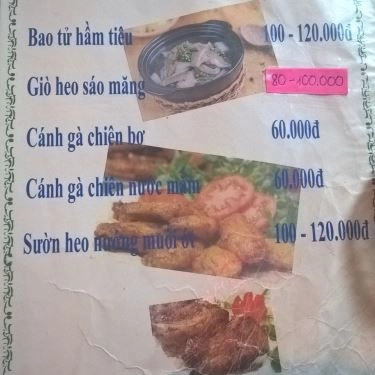 Bao tử hầm tiêu 100 - 120.000đ
Giò heo sáo măng 80 - 100.000
Cánh gà chiên bơ 60.000đ
Cánh gà chiên nước mắm 60.000đ
Sườn heo nướng muối ớt 100 - 120.000đ